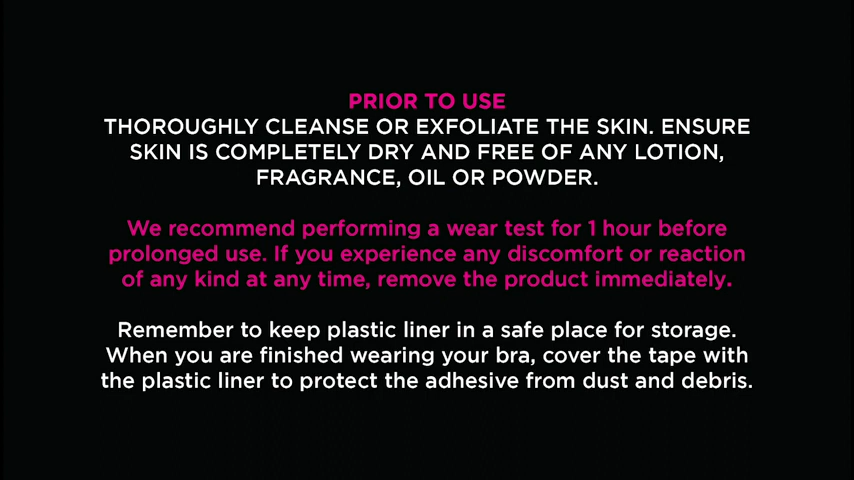 PRIOR TO USE
THOROUGHLY CLEANSE OR EXFOLIATE THE SKIN. ENSURE
SKIN IS COMPLETELY DRY AND FREE OF ANY LOTION,
FRAGRANCE, OIL OR POWDER.
We recommend performing a wear test for 1 hour before
prolonged use. If you experience any discomfort or reaction
of any kind at any time, remove the product immediately.
Remember to keep plastic liner in a safe place for storage.
When you are finished wearing your bra, cover the tape with
the plastic liner to protect the adhesive from dust and debris.